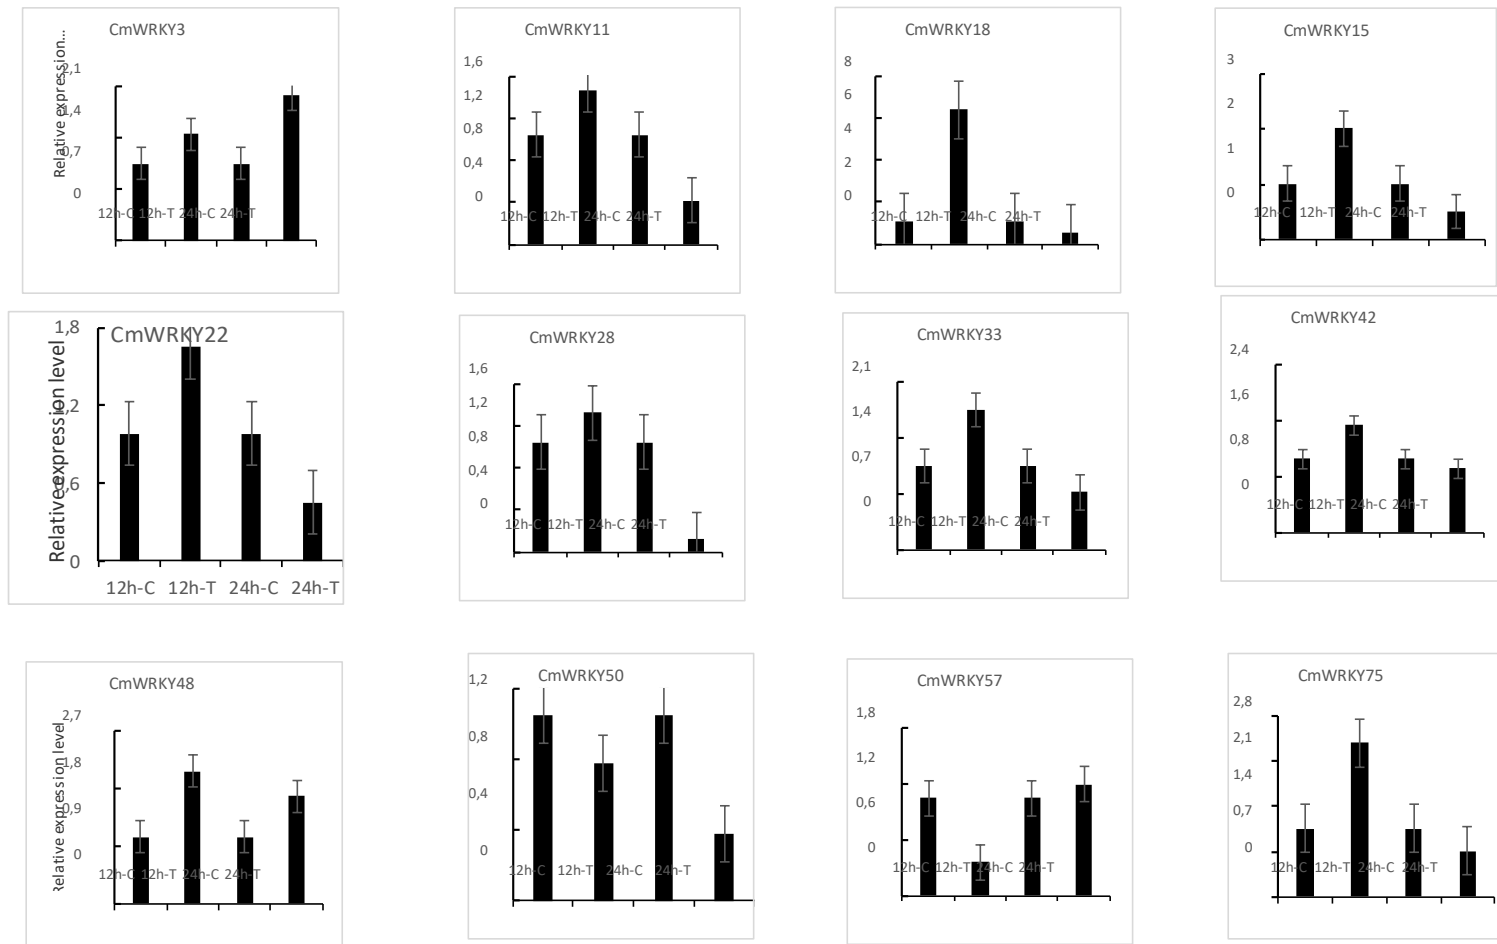 CmWRKY3
Relative expression...
2,1
1,4
0,7
0
12h-C 12h-T 24h-C 24h-T
CmWRKY11
1,6
1,2
0,8
0,4
0
12h-C 12h-T 24h-C 24h-T
CmWRKY18
8
6
4
2
0
12h-C 12h-T 24h-C 24h-T
CmWRKY15
3
2
1
0
12h-C 12h-T 24h-C 24h-T
CmWRKY22
Relative expression level
1,8
1,2
0,6
0
12h-C 12h-T 24h-C 24h-T
CmWRKY28
1,6
1,2
0,8
0,4
0
12h-C 12h-T 24h-C 24h-T
CmWRKY33
2,1
1,4
0,7
0
12h-C 12h-T 24h-C 24h-T
CmWRKY42
2,4
1,6
0,8
0
12h-C 12h-T 24h-C 24h-T
CmWRKY48
Relative expression level
2,7
1,8
0,9
0
12h-C 12h-T 24h-C 24h-T
CmWRKY50
1,2
0,8
0,4
0
12h-C 12h-T 24h-C 24h-T
CmWRKY57
1,8
1,2
0,6
0
12h-C 12h-T 24h-C 24h-T
CmWRKY75
2,8
2,1
1,4
0,7
0
12h-C 12h-T 24h-C 24h-T